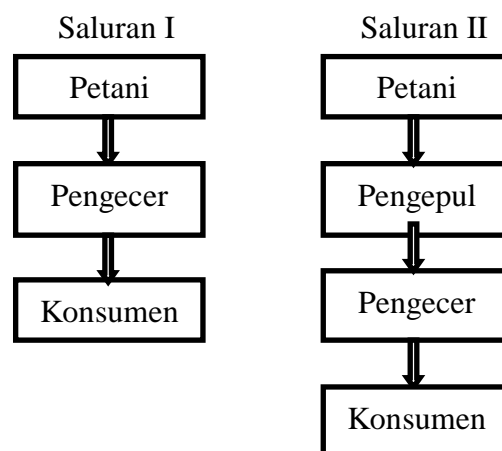 Saluran I
Petani
Pengecer
Konsumen
Saluran II
Petani
Pengepul
Pengecer
Konsumen